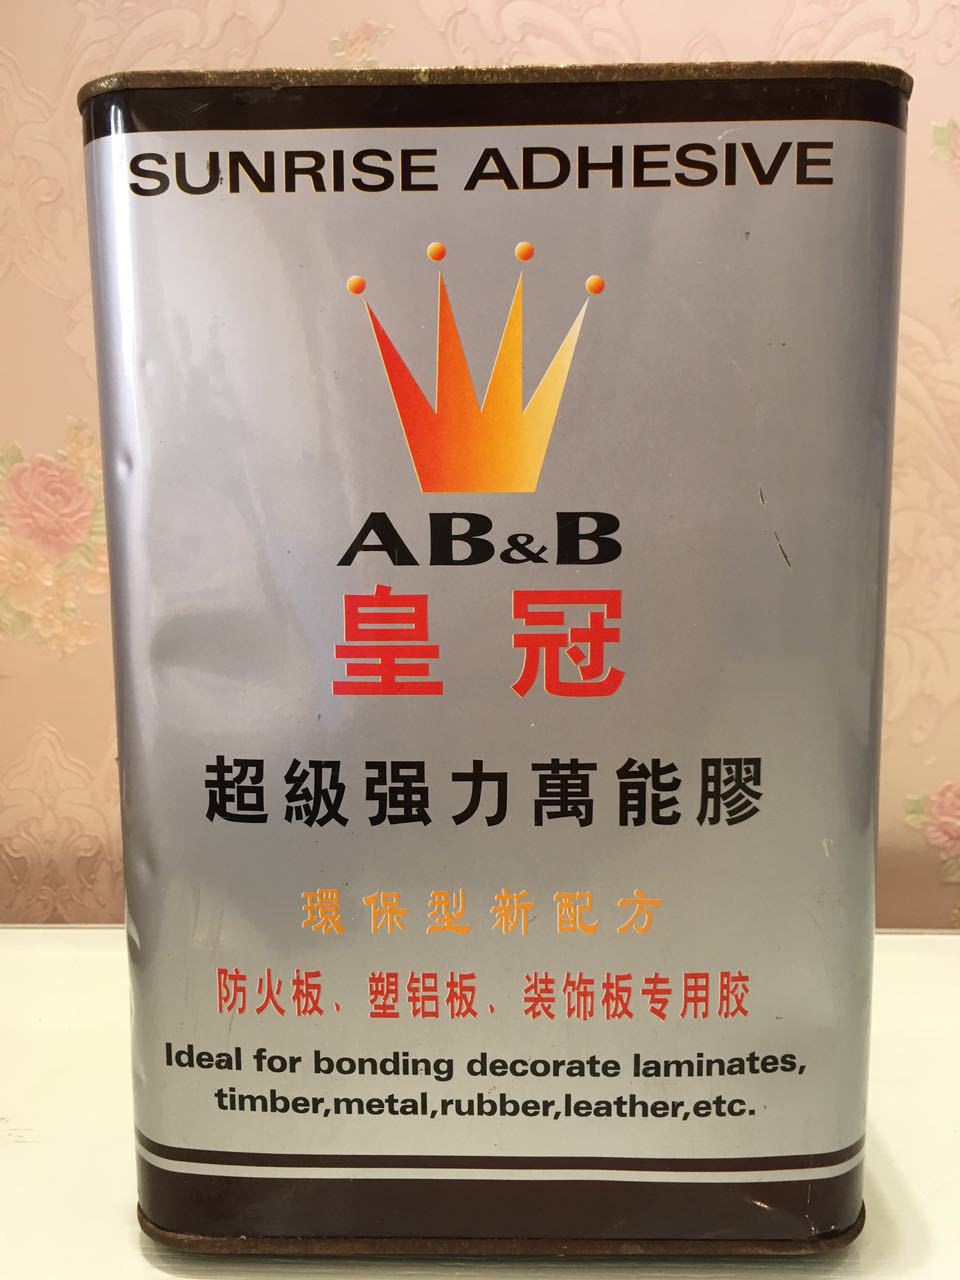 SUNRISE ADHESIVE
AB&B
皇冠
超級强力萬能膠
環保型新配方
防火板、塑铝板、装饰板专用胶
Ideal for bonding decorate laminates,
timber,metal,rubber,leather,etc.